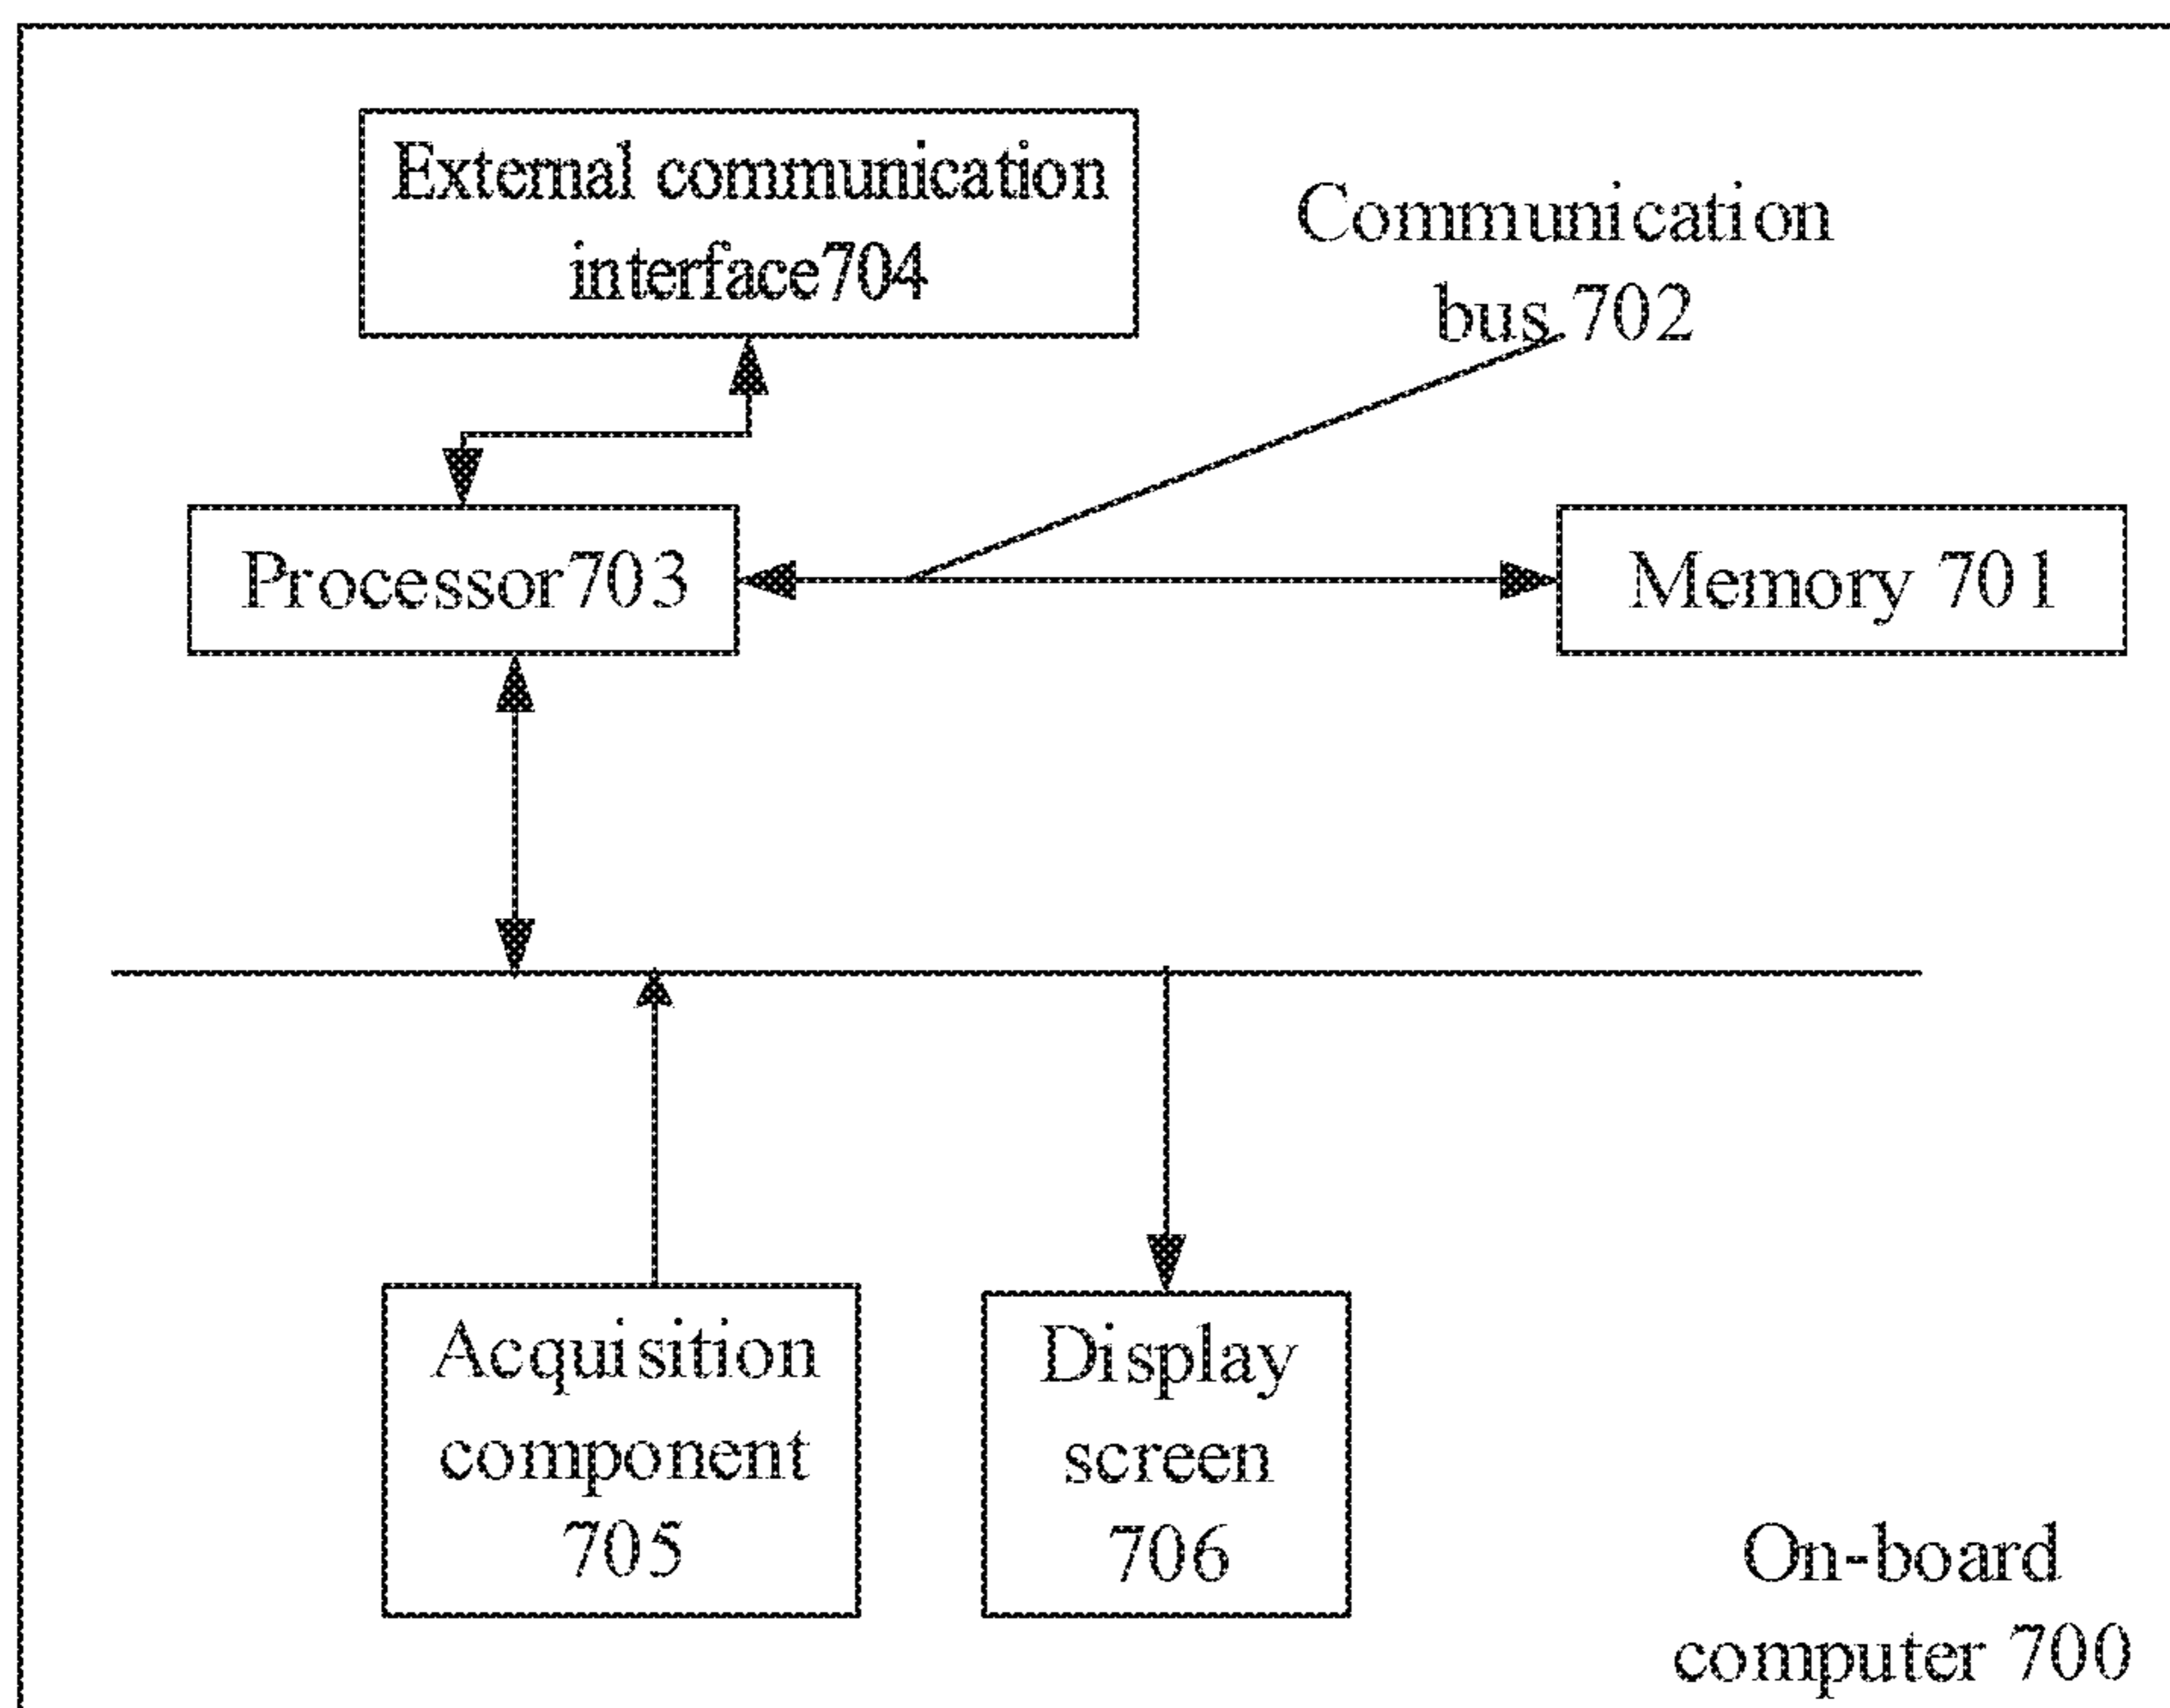 External communication
interface704
Communication
bus 702
Processor703
Memory 701
Acquisition
component
705
Display
screen
706
On-board
computer 700